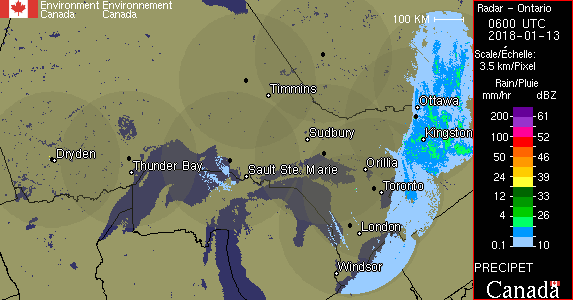 Environment Environnement
Canada Canada
100 KM
Timmins
Ottawa
Sudbury
Kingston
Dryden
Thunder Bay
Sault Ste. Marie
Orillia
Toronto
London
Windsor
Radar - Ontario
0600 UTC
2018-01-13
Scale/Échelle:
3.5 km/Pixel
Rain/Pluie
mm/hr dBZ
200 61
100 52
50 46
24 39
12 33
4 26
0.1 10
PRECIPET
Canada